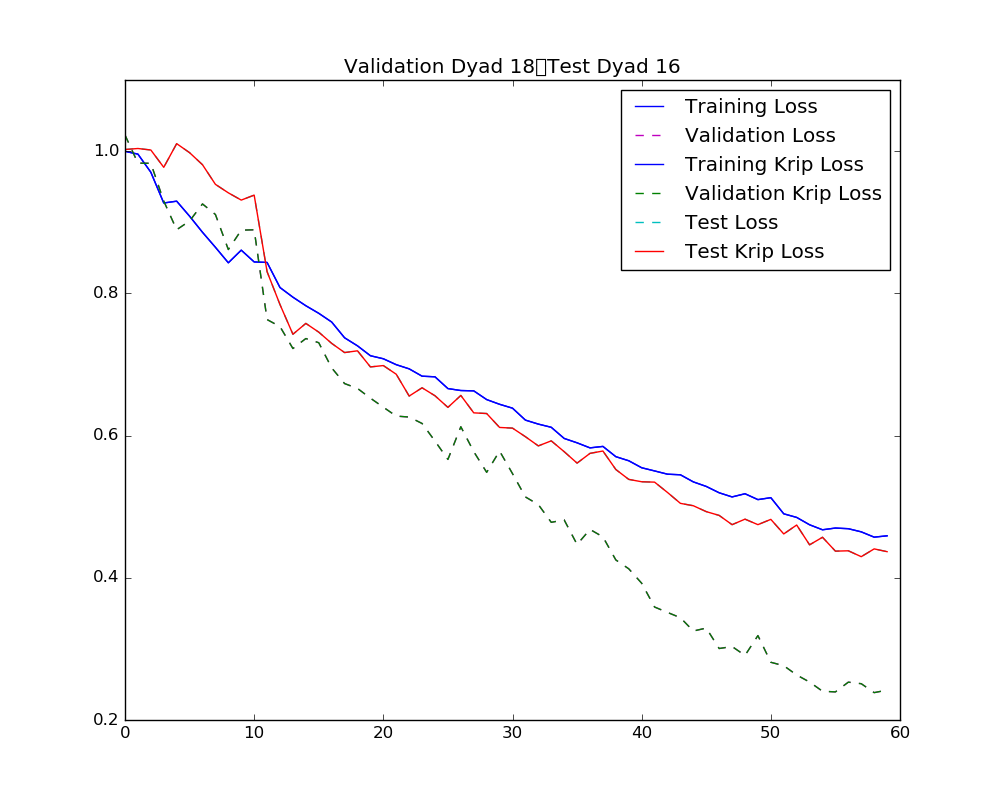 Validation Dyad 18▯Test Dyad 16
Training Loss
Validation Loss
Training Krip Loss
Validation Krip Loss
Test Loss
Test Krip Loss
1.0
0.8
0.6
0.4
0.2
0 10 20 30 40 50 60